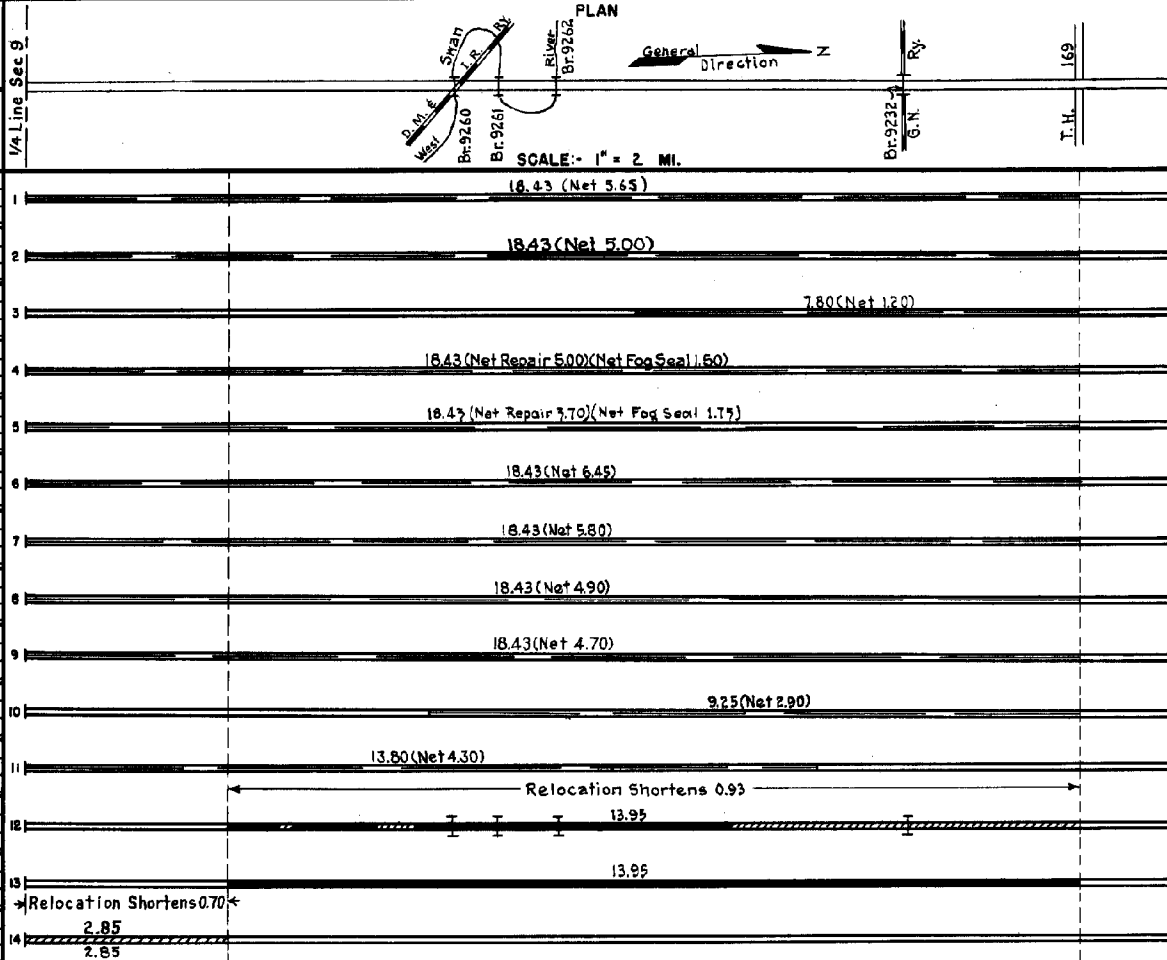 PLAN
1/4 Line Sec 9
D. M. & I. R. Ry.
West
Swan
River
Br. 9260
Br. 9261
Br. 9262
General
Direction
N
Br. 9232
G. N.
Ry.
T. H.
169
SCALE:- 1" = 2 MI.
1
18.43 (Net 5.65)
2
18.43 (Net 5.00)
3
7.80 (Net 1.20)
4
18.43 (Net Repair 5.00) (Net Fog Seal 1.60)
5
18.43 (Net Repair 3.70) (Net Fog Seal 1.75)
6
18.43 (Net 6.45)
7
18.43 (Net 5.80)
8
18.43 (Net 4.90)
9
18.43 (Net 4.70)
10
9.25 (Net 2.90)
11
13.80 (Net 4.30)
Relocation Shortens 0.93
12
13.95
13
13.95
Relocation Shortens 0.70
14
2.85
2.85